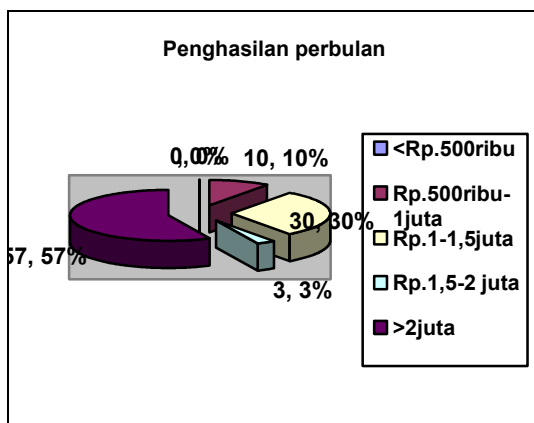 Penghasilan perbulan
0, 0%
10, 10%
30, 30%
3, 3%
57, 57%
<Rp.500ribu
Rp.500ribu-
1juta
Rp.1-1,5juta
Rp.1,5-2 juta
>2juta